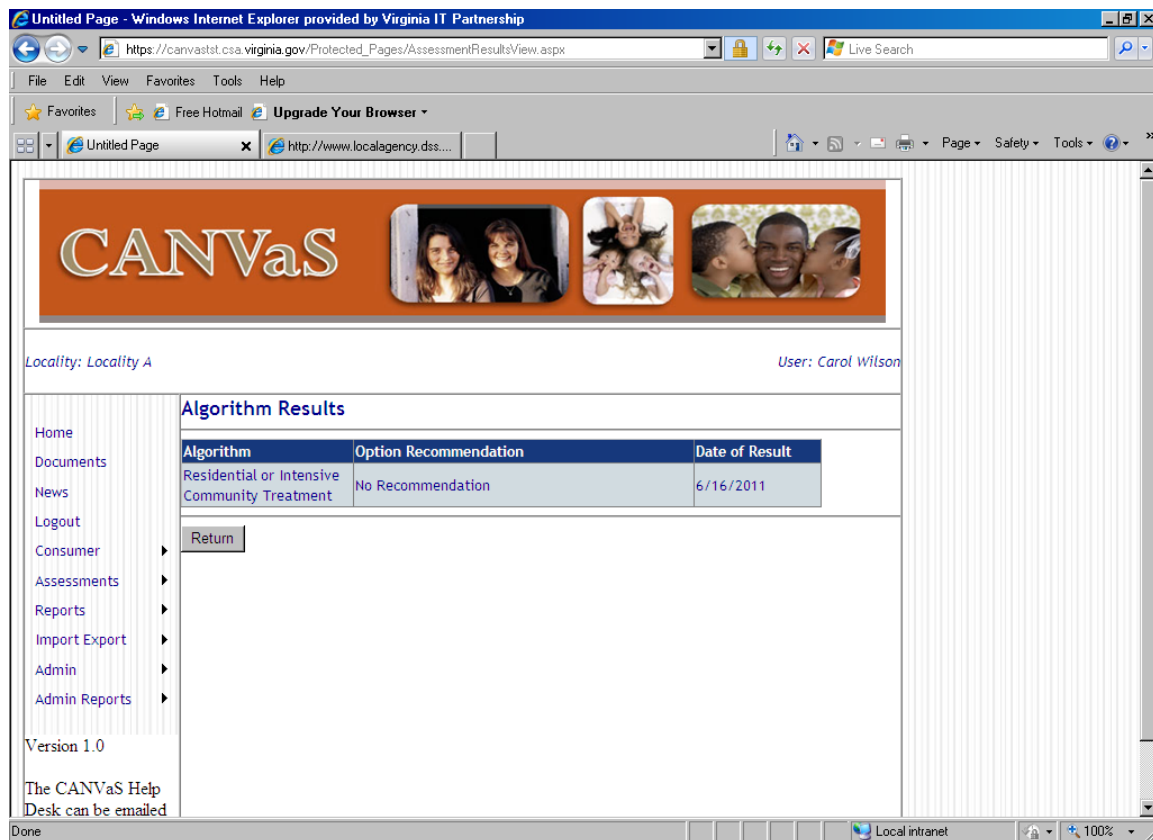 Untitled Page - Windows Internet Explorer provided by Virginia IT Partnership
https://canvastst.csa.virginia.gov/Protected_Pages/AssessmentResultsView.aspx
Live Search
File Edit View Favorites Tools Help
Favorites Free Hotmail Upgrade Your Browser
Untitled Page http://www.localagency.dss.... Page Safety Tools
CANVaS
Locality: Locality A User: Carol Wilson
Algorithm Results
Home
Documents
News
Logout
Consumer
Assessments
Reports
Import Export
Admin
Admin Reports
Version 1.0
The CANVaS Help
Desk can be emailed
Algorithm Option Recommendation Date of Result
Residential or Intensive
Community Treatment No Recommendation 6/16/2011
Return
Done Local intranet 100%